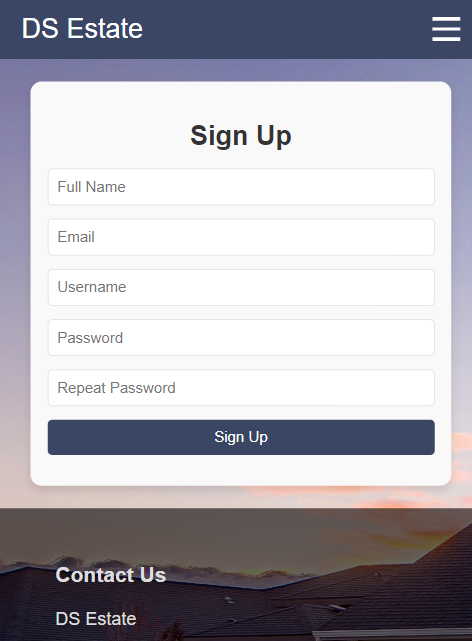 DS Estate
Sign Up
Full Name
Email
Username
Password
Repeat Password
Sign Up
Contact Us
DS Estate